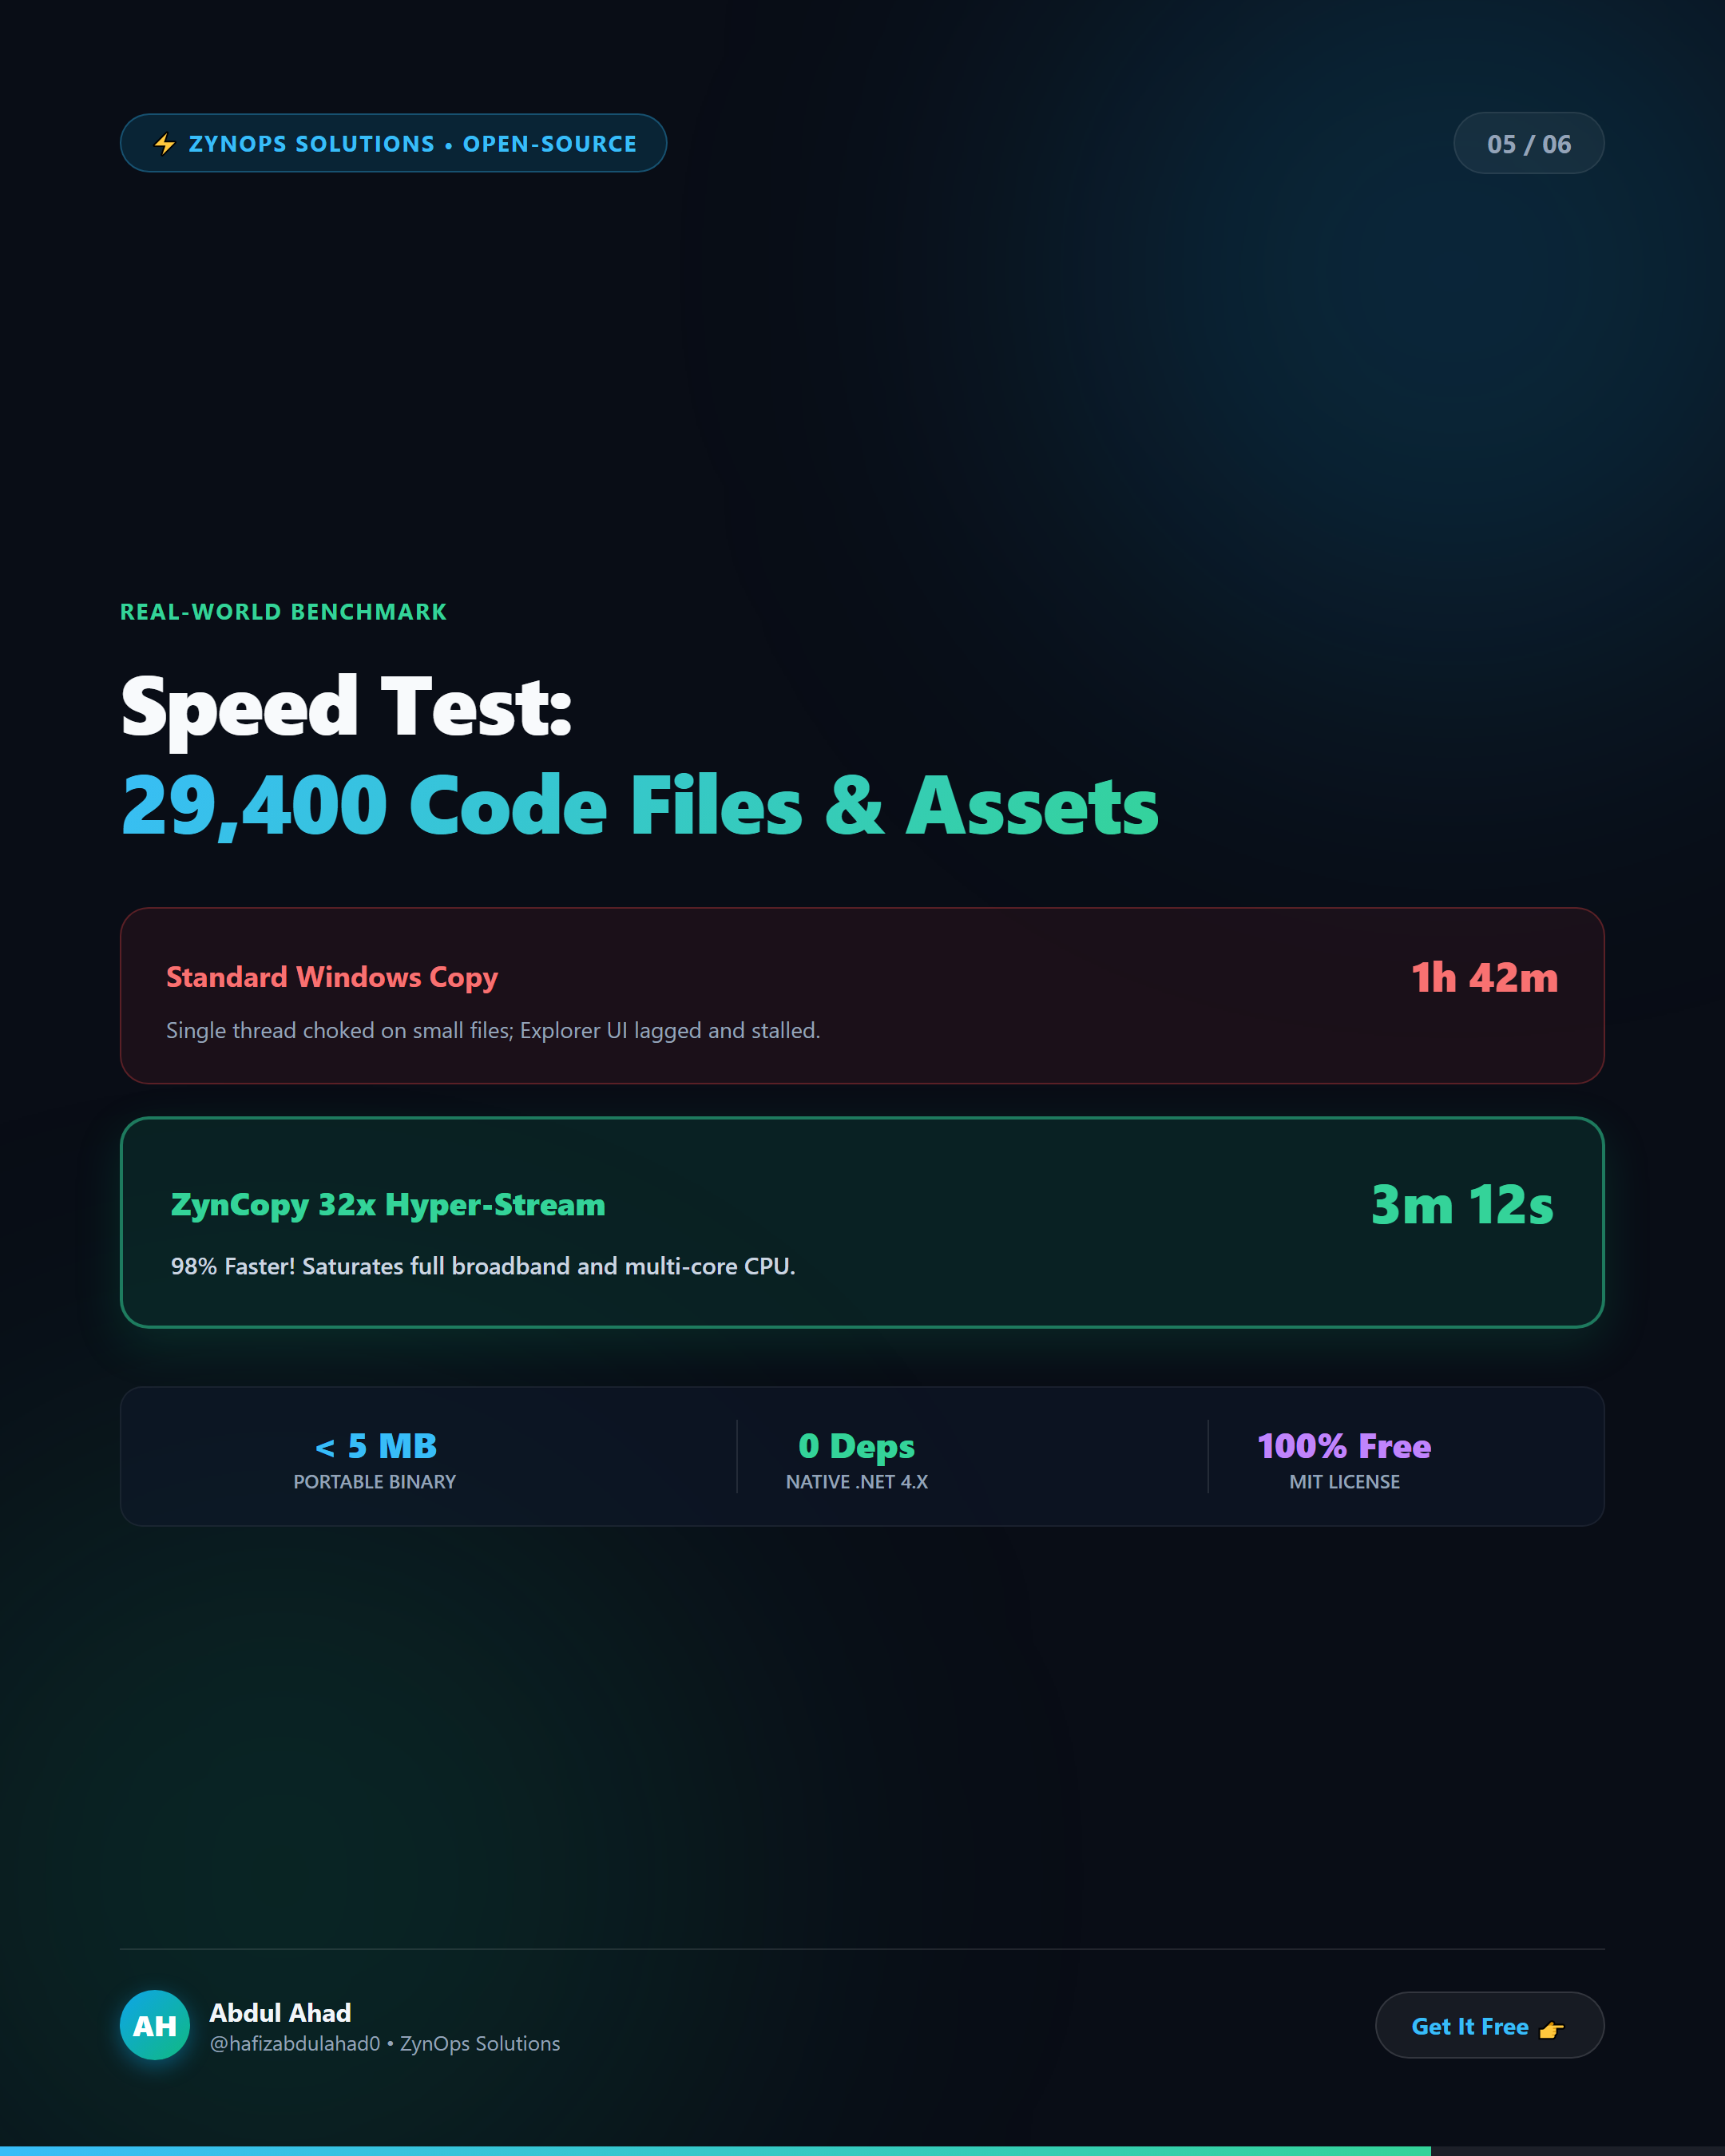 ⚡ ZYNOPS SOLUTIONS • OPEN-SOURCE
05 / 06
REAL-WORLD BENCHMARK
Speed Test:
29,400 Code Files & Assets
Standard Windows Copy
1h 42m
Single thread choked on small files; Explorer UI lagged and stalled.
ZynCopy 32x Hyper-Stream
3m 12s
98% Faster! Saturates full broadband and multi-core CPU.
< 5 MB
PORTABLE BINARY
0 Deps
NATIVE .NET 4.X
100% Free
MIT LICENSE
AH
Abdul Ahad
@hafizabdulahad0 • ZynOps Solutions
Get It Free 👉